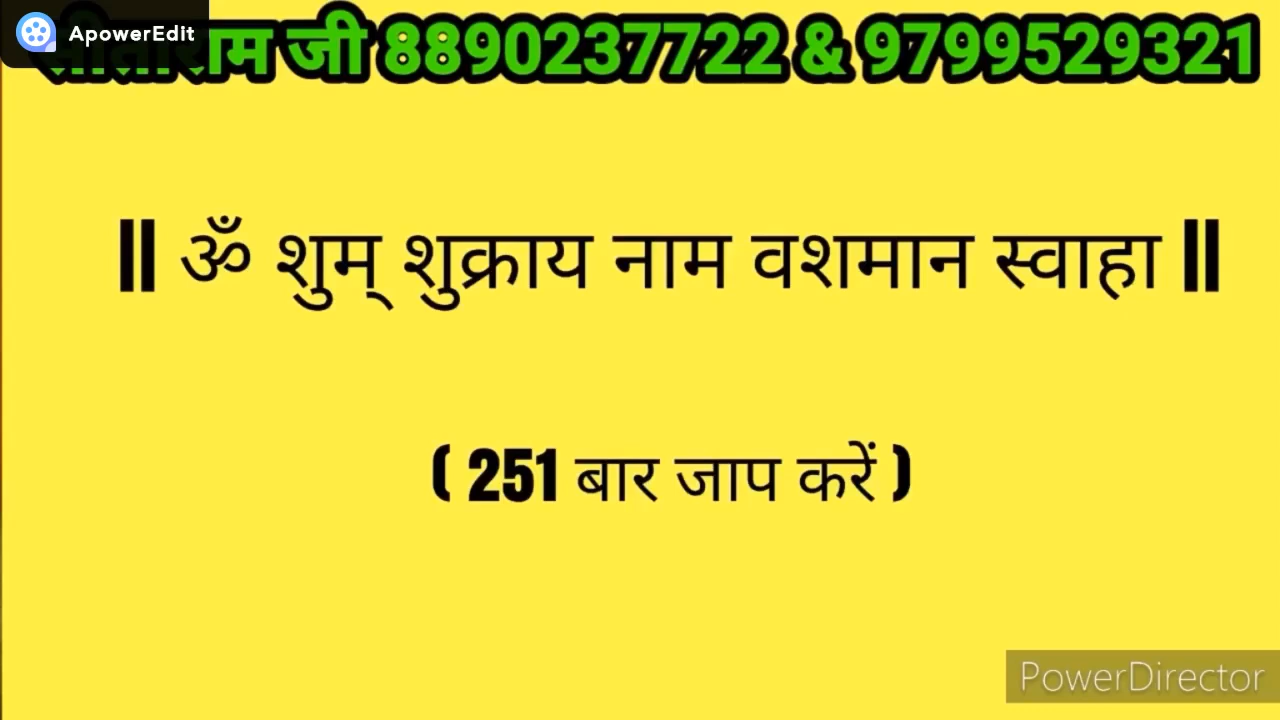 ApowerEdit
जी 8890237722 & 9799529321
|| ॐ शुम् शुक्राय नाम वशमान स्वाहा ||
( 251 बार जाप करें )
PowerDirector